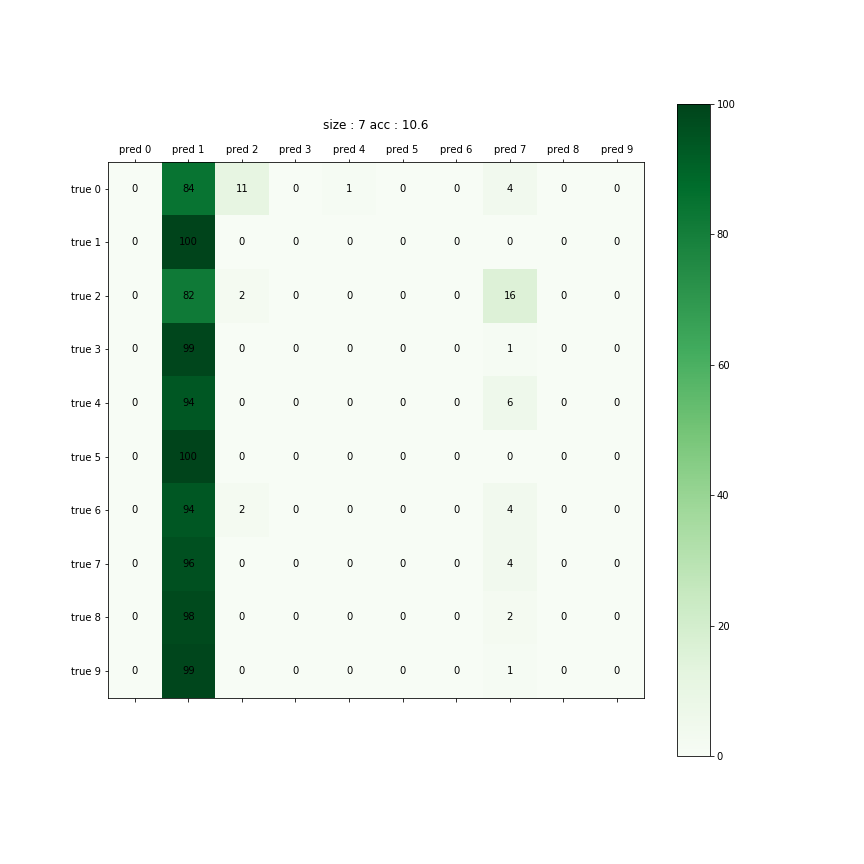 size : 7 acc : 10.6
pred 0 pred 1 pred 2 pred 3 pred 4 pred 5 pred 6 pred 7 pred 8 pred 9
true 0 0 84 11 0 1 0 0 4 0 0
true 1 0 100 0 0 0 0 0 0 0 0
true 2 0 82 2 0 0 0 0 16 0 0
true 3 0 99 0 0 0 0 0 1 0 0
true 4 0 94 0 0 0 0 0 6 0 0
true 5 0 100 0 0 0 0 0 0 0 0
true 6 0 94 2 0 0 0 0 4 0 0
true 7 0 96 0 0 0 0 0 4 0 0
true 8 0 98 0 0 0 0 0 2 0 0
true 9 0 99 0 0 0 0 0 1 0 0
100
80
60
40
20
0